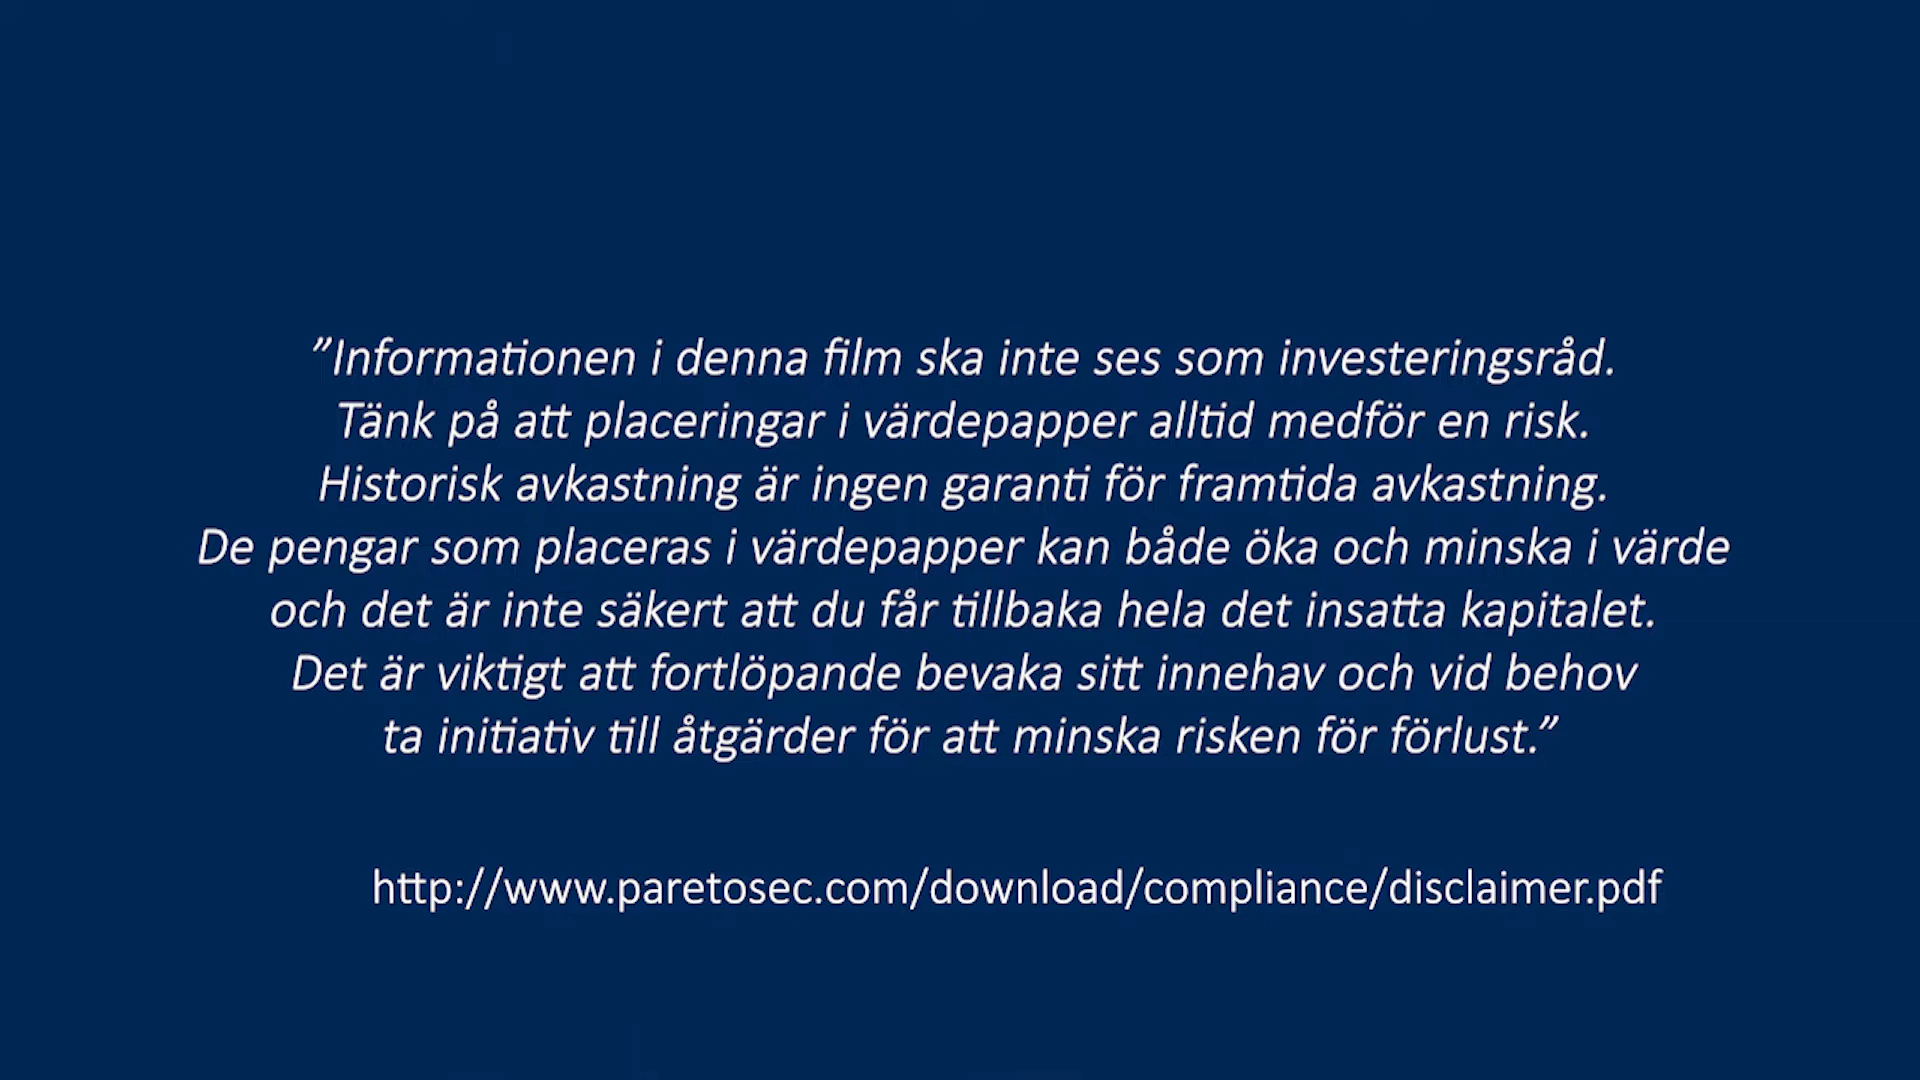 ”Informationen i denna film ska inte ses som investeringsråd.
Tänk på att placeringar i värdepapper alltid medför en risk.
Historisk avkastning är ingen garanti för framtida avkastning.
De pengar som placeras i värdepapper kan både öka och minska i värde
och det är inte säkert att du får tillbaka hela det insatta kapitalet.
Det är viktigt att fortlöpande bevaka sitt innehav och vid behov
ta initiativ till åtgärder för att minska risken för förlust.”
http://www.paretosec.com/download/compliance/disclaimer.pdf